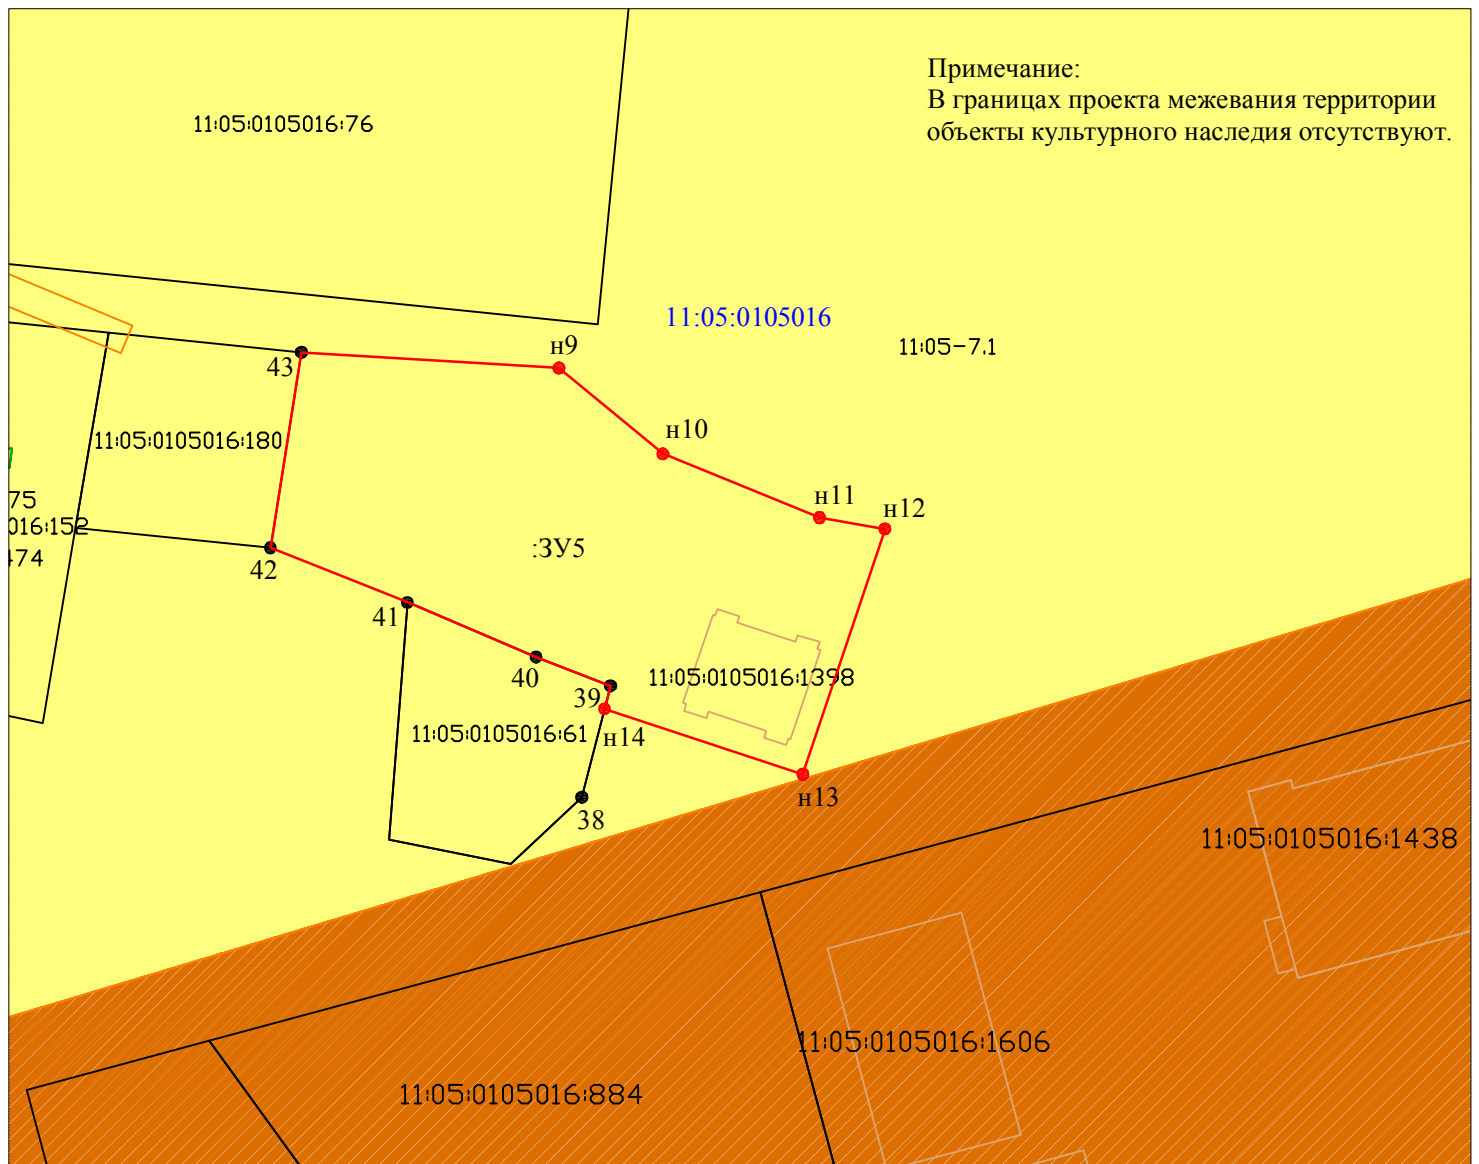 Примечание:
В границах проекта межевания территории
объекты культурного наследия отсутствуют.
11:05:0105016:76
11:05:0105016
11:05-7.1
н9
43
н10
11:05:0105016:180
75
016:152
474
н11
н12
:ЗУ5
42
41
40
39
11:05:0105016:1398
11:05:0105016:61
н14
н13
38
11:05:0105016:1438
11:05:0105016:1606
11:05:0105016:884